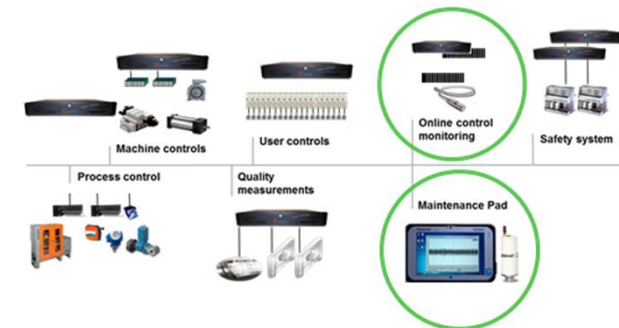 Machine controls
User controls
Online control
monitoring
Safety system
Process control
Quality
measurements
Maintenance Pad